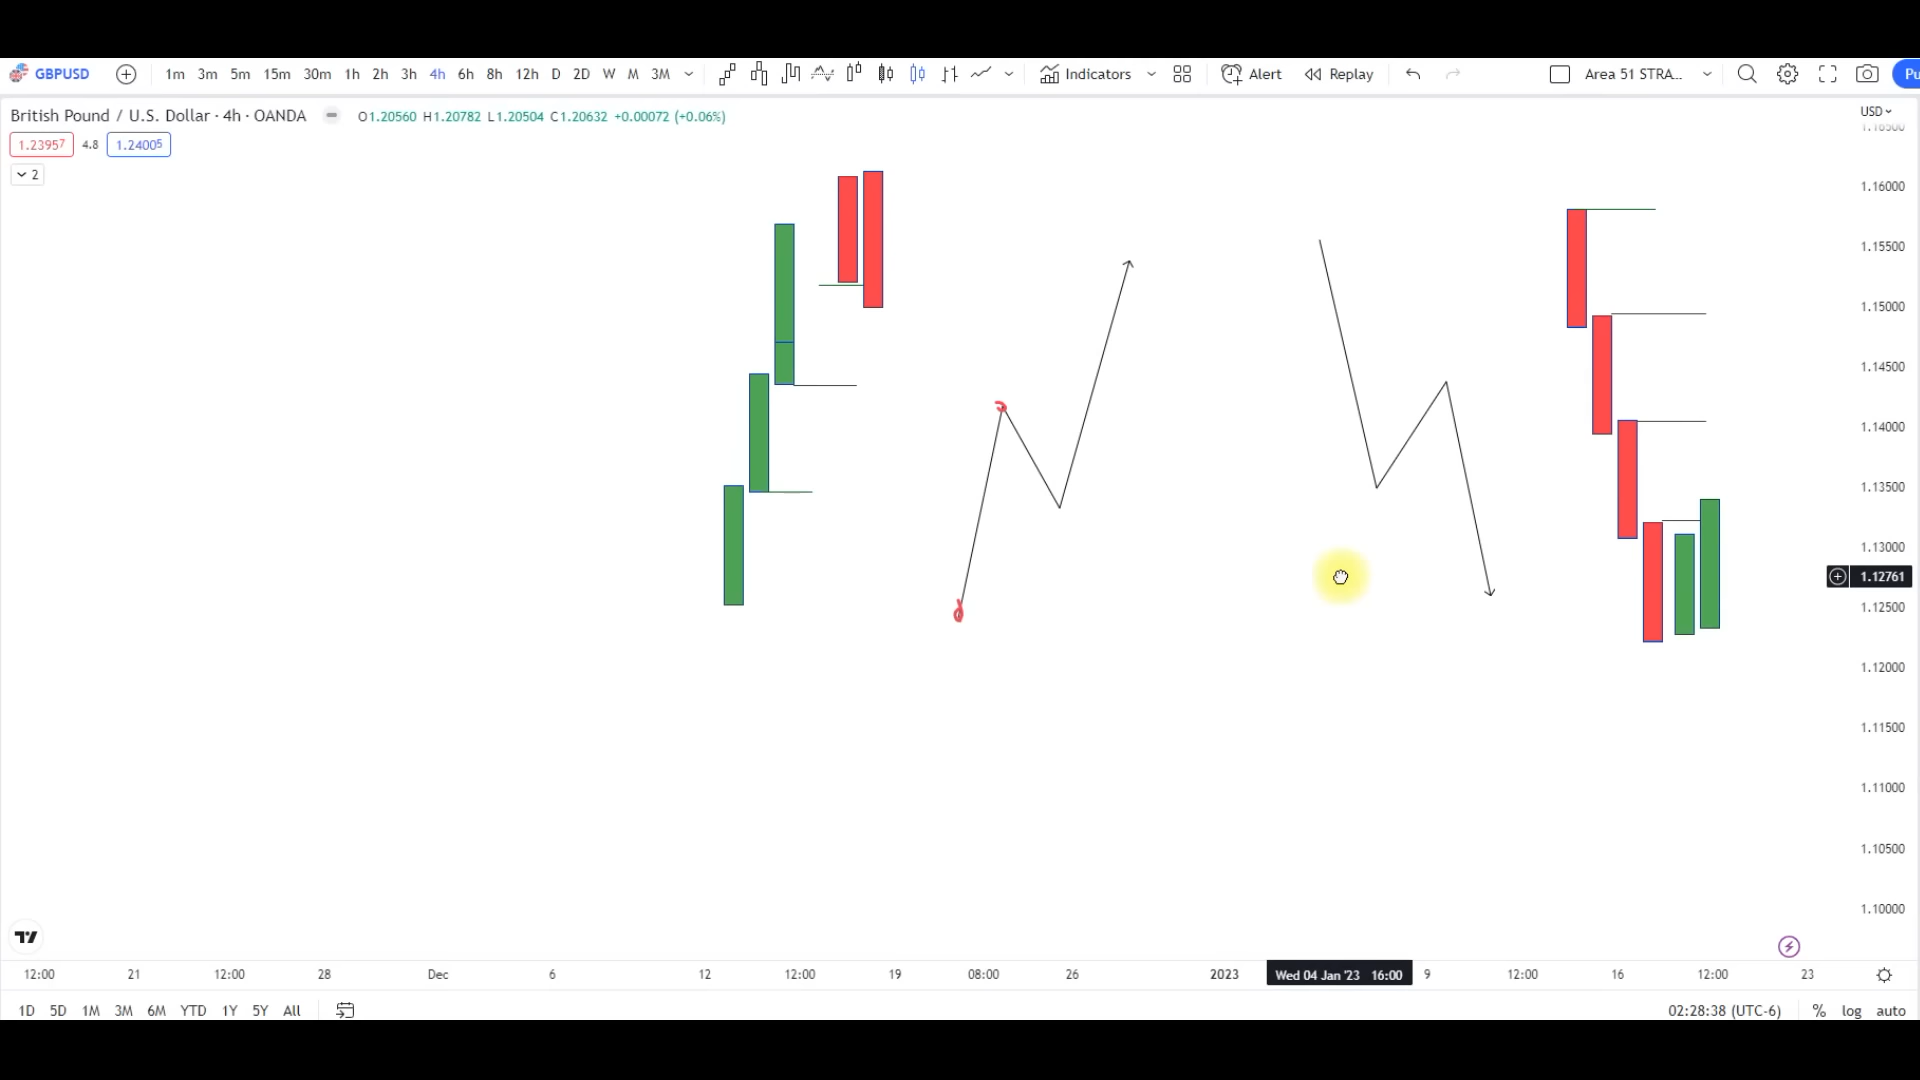 GBPUSD 1m 3m 5m 15m 30m 1h 2h 3h 4h 6h 8h 12h D 2D W M 3M Indicators Alert Replay Area 51 STRA... Pu
British Pound / U.S. Dollar · 4h · OANDA O1.20560 H1.20782 L1.20504 C1.20632 +0.00072 (+0.06%)
USD
1.23957 4.8 1.24005
2
1.16500
1.16000
1.15500
1.15000
1.14500
1.14000
1.13500
1.13000
1.12761
1.12500
1.12000
1.11500
1.11000
1.10500
1.10000
12:00 21 12:00 28 Dec 6 12 12:00 19 08:00 26 2023 Wed 04 Jan '23 16:00 9 12:00 16 12:00 23
1D 5D 1M 3M 6M YTD 1Y 5Y All 02:28:38 (UTC-6) % log auto